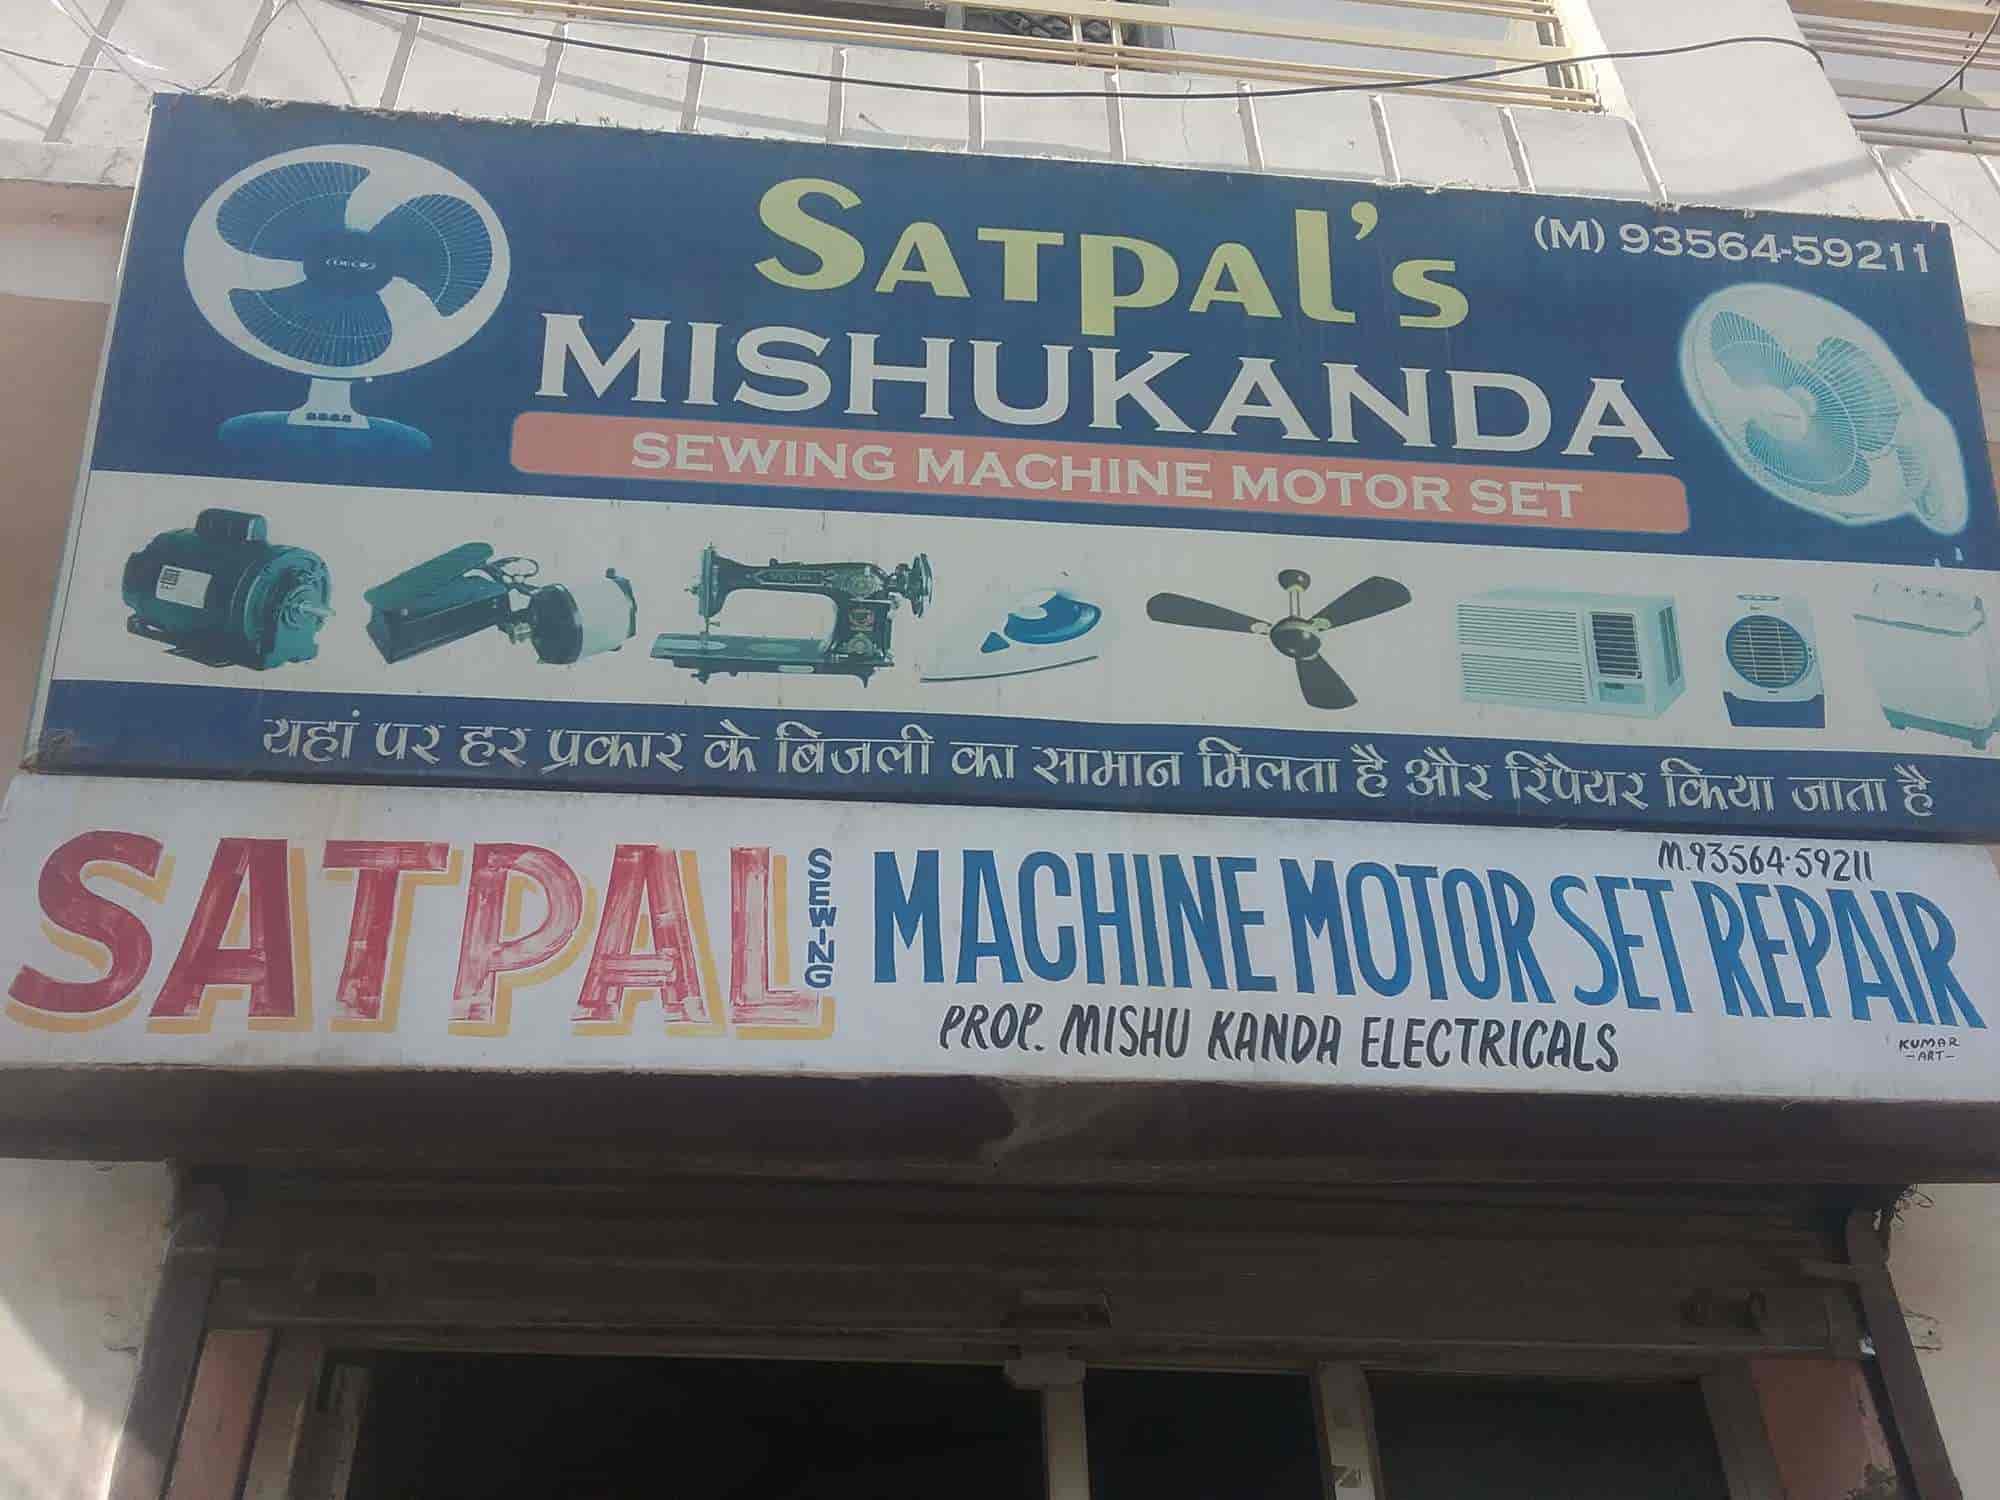 SATPAL'S
(M) 93564-59211
MISHUKANDA
SEWING MACHINE MOTOR SET
यहां पर हर प्रकार के बिजली का सामान मिलता है और रिपेयर किया जाता है
M.93564-59211
SATPAL SEWING MACHINE MOTOR SET REPAIR
PROP. MISHU KANDA ELECTRICALS
KUMAR
-ART-